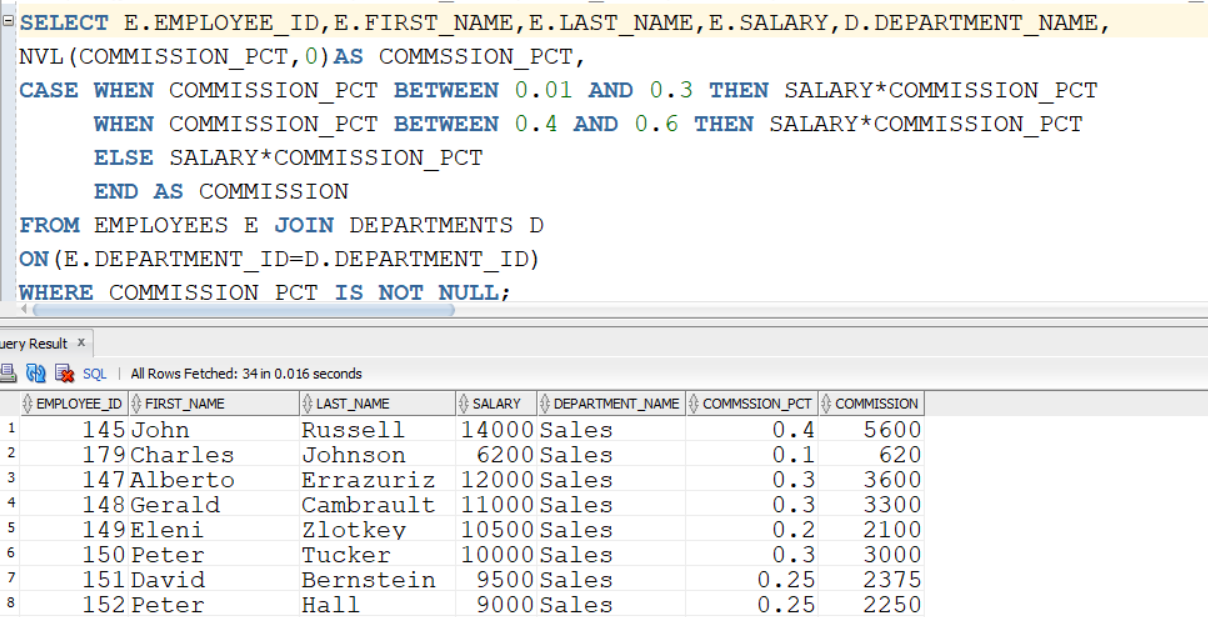 SELECT E.EMPLOYEE_ID,E.FIRST_NAME,E.LAST_NAME,E.SALARY,D.DEPARTMENT_NAME,
NVL(COMMISSION_PCT,0)AS COMMSSION_PCT,
CASE WHEN COMMISSION_PCT BETWEEN 0.01 AND 0.3 THEN SALARY*COMMISSION_PCT
WHEN COMMISSION_PCT BETWEEN 0.4 AND 0.6 THEN SALARY*COMMISSION_PCT
ELSE SALARY*COMMISSION_PCT
END AS COMMISSION
FROM EMPLOYEES E JOIN DEPARTMENTS D
ON(E.DEPARTMENT_ID=D.DEPARTMENT_ID)
WHERE COMMISSION PCT IS NOT NULL;
uery Result x
SQL | All Rows Fetched: 34 in 0.016 seconds
EMPLOYEE_ID FIRST_NAME LAST_NAME SALARY DEPARTMENT_NAME COMMSSION_PCT COMMISSION
1 145 John Russell 14000 Sales 0.4 5600
2 179 Charles Johnson 6200 Sales 0.1 620
3 147 Alberto Errazuriz 12000 Sales 0.3 3600
4 148 Gerald Cambrault 11000 Sales 0.3 3300
5 149 Eleni Zlotkey 10500 Sales 0.2 2100
6 150 Peter Tucker 10000 Sales 0.3 3000
7 151 David Bernstein 9500 Sales 0.25 2375
8 152 Peter Hall 9000 Sales 0.25 2250